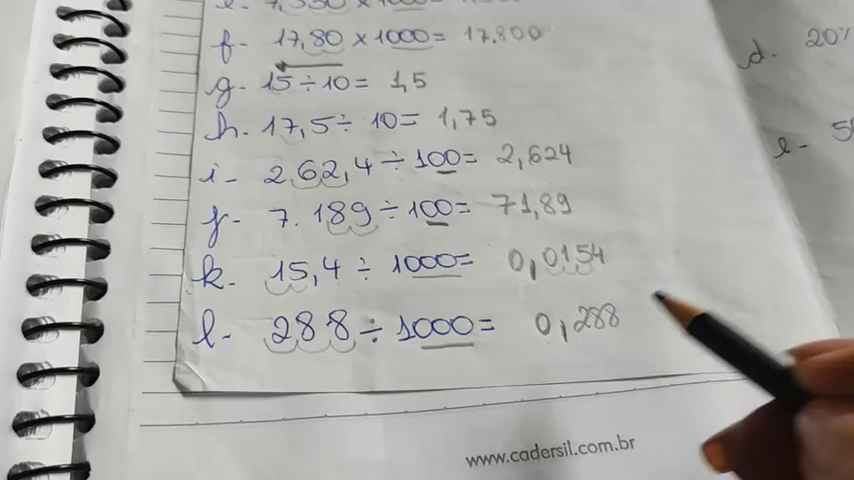 f- 17,80 x 1000 = 17.800
g- 15 ÷ 10 = 1,5
h- 17,5 ÷ 10 = 1,75
i- 262,4 ÷ 100 = 2,624
j- 7.189 ÷ 100 = 71,89
k- 15,4 ÷ 1000 = 0,0154
l- 288 ÷ 1000 = 0,288
www.cadersil.com.br
d- 20%
e-